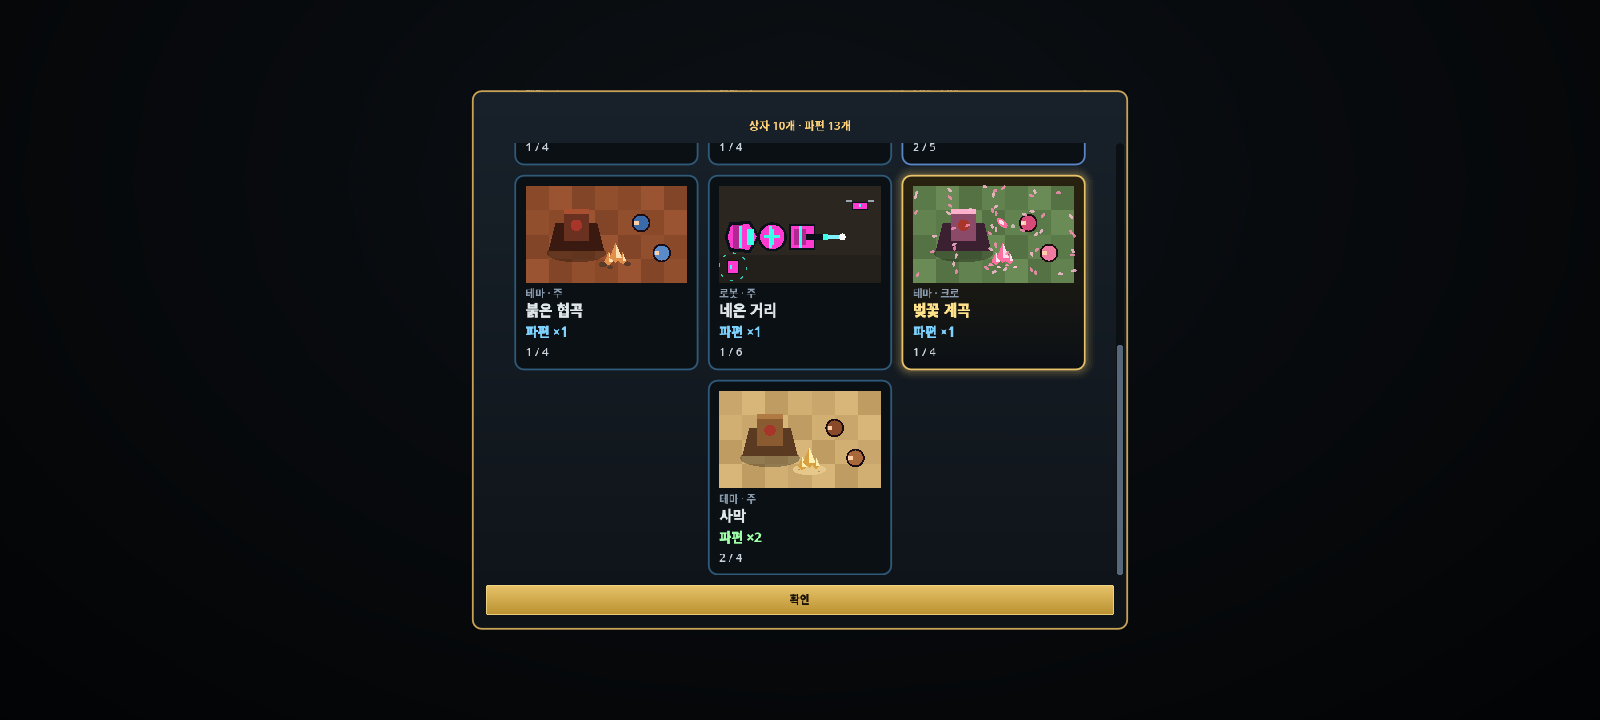 상자 10개 · 파편 13개
1 / 4
1 / 4
2 / 5
테마 · 주
붉은 협곡
파편 ×1
1 / 4
로봇 · 주
네온 거리
파편 ×1
1 / 6
테마 · 크로
벚꽃 계곡
파편 ×1
1 / 4
테마 · 주
사막
파편 ×2
2 / 4
확인